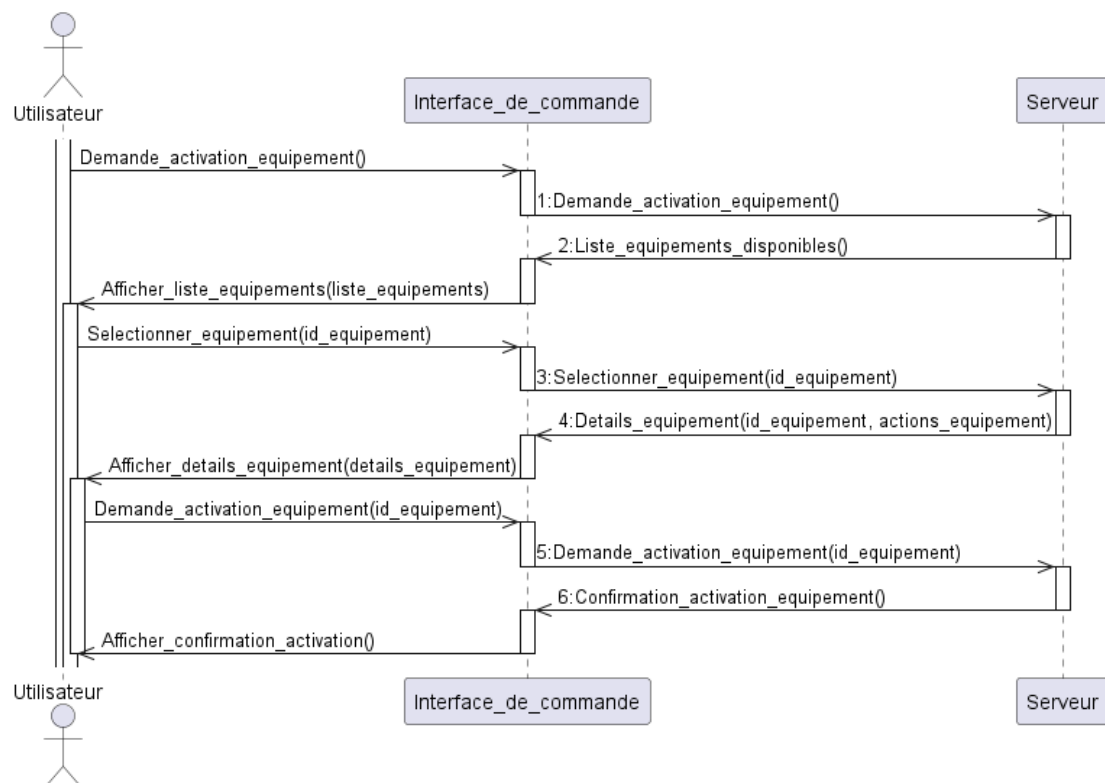 Utilisateur
Interface_de_commande
Serveur
Demande_activation_equipement()
1:Demande_activation_equipement()
2:Liste_equipements_disponibles()
Afficher_liste_equipements(liste_equipements)
Selectionner_equipement(id_equipement)
3:Selectionner_equipement(id_equipement)
4:Details_equipement(id_equipement, actions_equipement)
Afficher_details_equipement(details_equipement)
Demande_activation_equipement(id_equipement)
5:Demande_activation_equipement(id_equipement)
6:Confirmation_activation_equipement()
Afficher_confirmation_activation()
Utilisateur
Interface_de_commande
Serveur